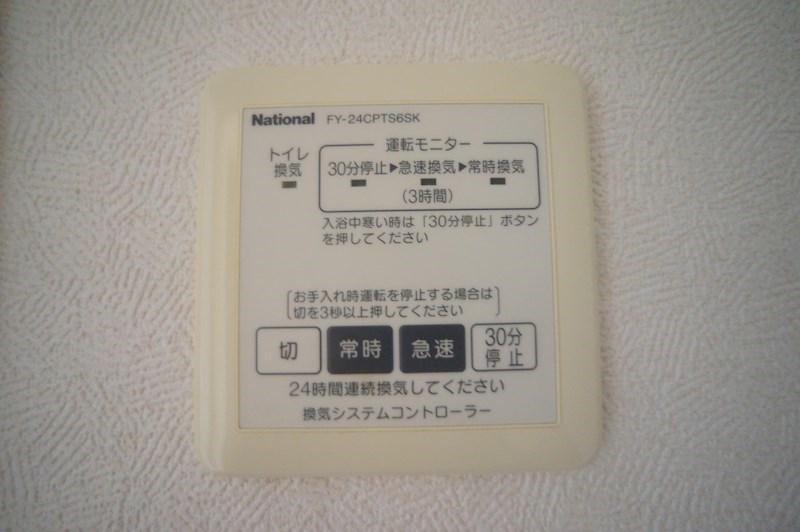 National FY-24CPTS6SK
運転モニター
トイレ
換気
30分停止▶急速換気▶常時換気
(3時間)
入浴中寒い時は「30分停止」ボタン
を押してください
お手入れ時運転を停止する場合は
切を3秒以上押してください
切 常時 急速 30分
停止
24時間連続換気してください
換気システムコントローラー